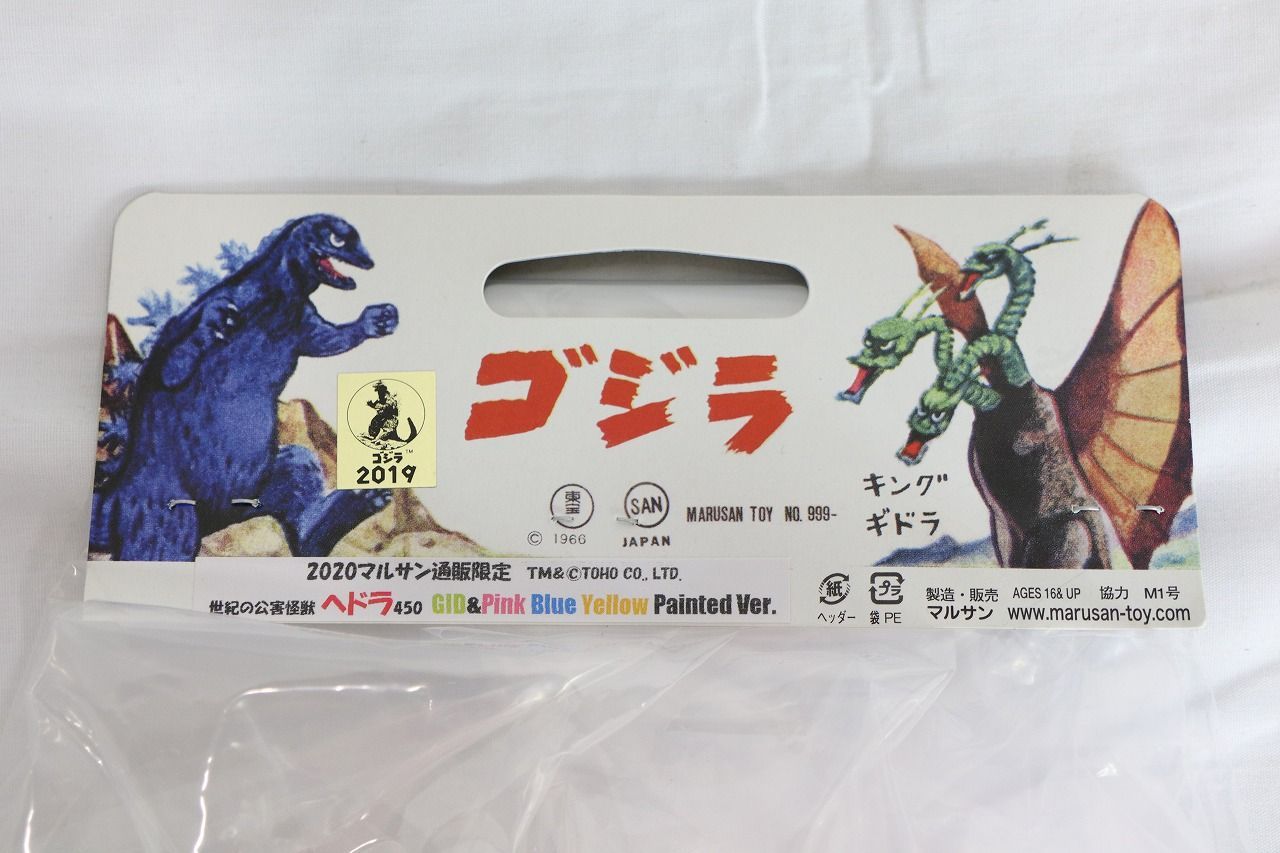 ゴジラ
ゴジラ™
2019
東宝
© 1966
SAN
JAPAN
MARUSAN TOY NO. 999-
キング
ギドラ
2020マルサン通販限定 TM&©TOHO CO., LTD.
世紀の公害怪獣 ヘドラ450 GID&Pink Blue Yellow Painted Ver.
紙
ヘッダー
プラ
袋 PE
製造・販売 AGES 16& UP 協力 M1号
マルサン www.marusan-toy.com